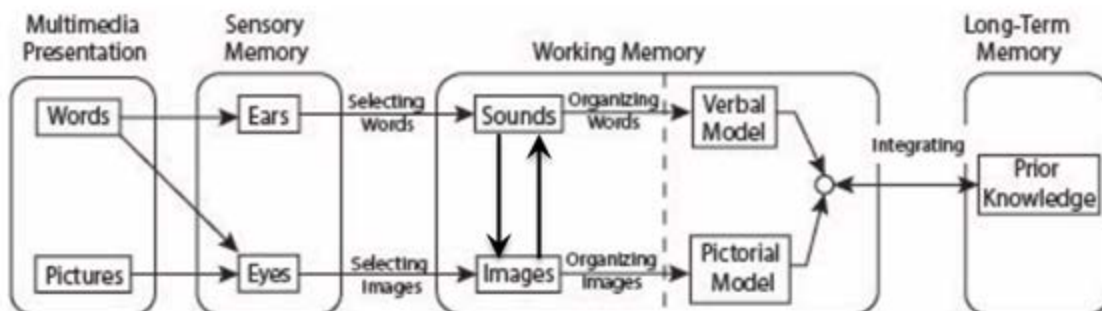 Multimedia
Presentation
Sensory
Memory
Working Memory
Long-Term
Memory
Words
Ears
Selecting
Words
Sounds
Organizing
Words
Verbal
Model
Integrating
Prior
Knowledge
Pictures
Eyes
Selecting
Images
Images
Organizing
Images
Pictorial
Model